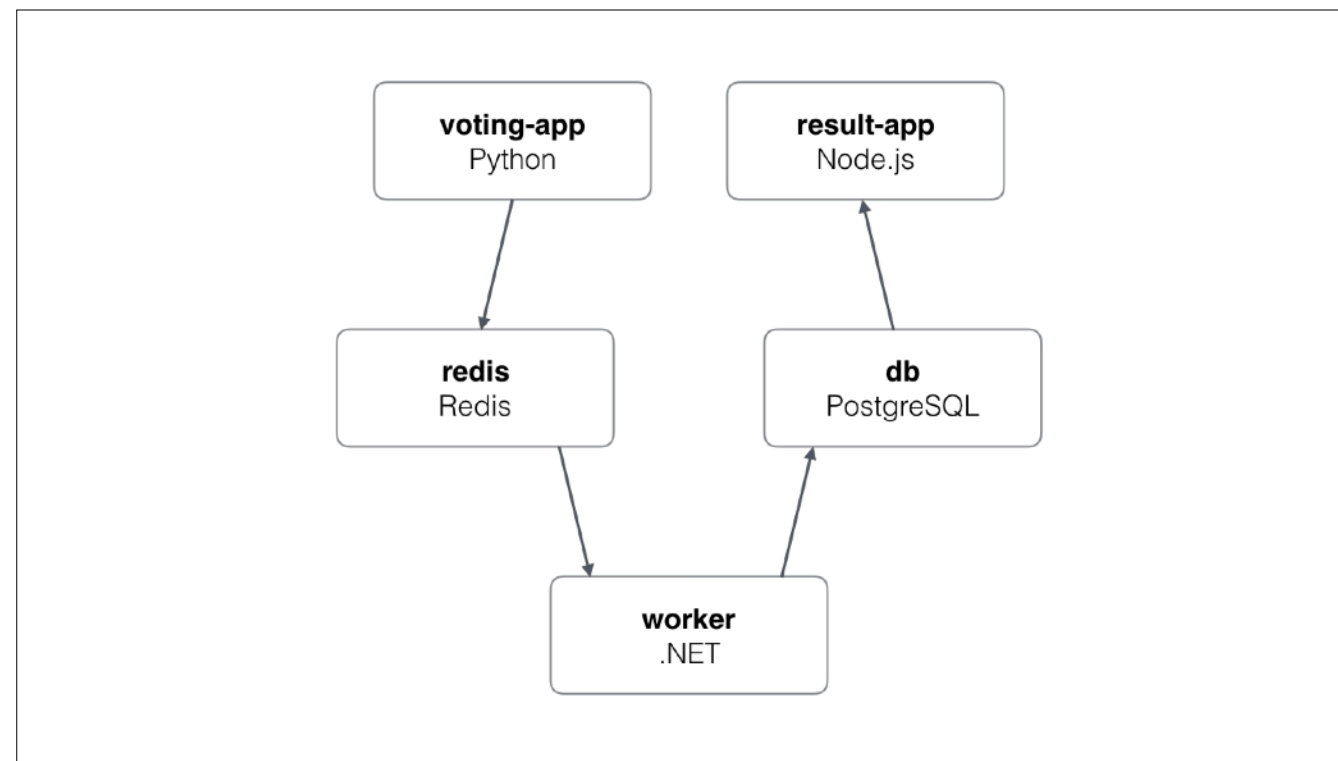 voting-app
Python
result-app
Node.js
redis
Redis
db
PostgreSQL
worker
.NET